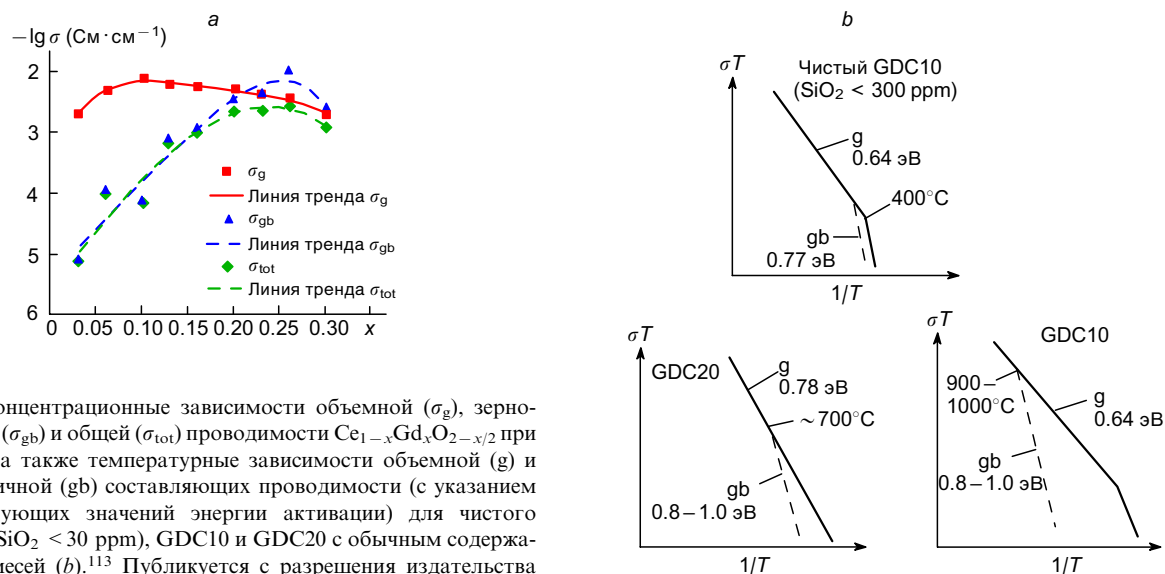 a
−lg σ (См·см⁻¹)
2
3
4
5
6
0 0.05 0.10 0.15 0.20 0.25 0.30 x
σg
Линия тренда σg
σgb
Линия тренда σgb
σtot
Линия тренда σtot
b
σT
Чистый GDC10
(SiO₂ < 300 ppm)
g
0.64 эВ
400°C
gb
0.77 эВ
1/T
σT
GDC20
g
0.78 эВ
~700°C
gb
0.8–1.0 эВ
1/T
σT
GDC10
900–
1000°C
g
0.64 эВ
gb
0.8–1.0 эВ
1/T
онцентрационные зависимости объемной (σg), зерно-
(σgb) и общей (σtot) проводимости Ce1−xGdxO2−x/2 при
а также температурные зависимости объемной (g) и
ичной (gb) составляющих проводимости (с указанием
ующих значений энергии активации) для чистого
SiO₂ <30 ppm), GDC10 и GDC20 с обычным содержа-
месей (b).¹¹³ Публикуется с разрешения издательства